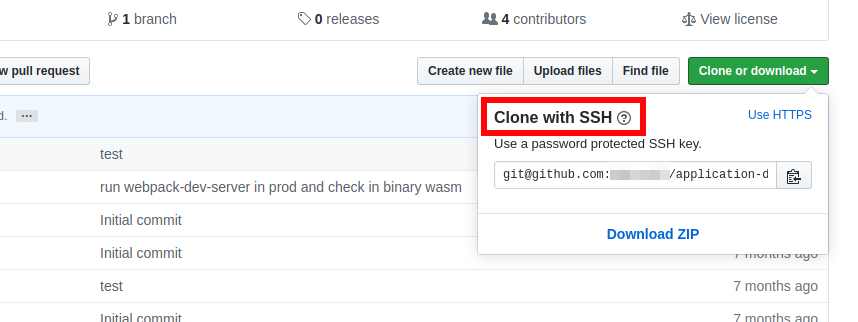 1 branch
0 releases
4 contributors
View license
w pull request
Create new file
Upload files
Find file
Clone or download
d.
Clone with SSH
Use HTTPS
Use a password protected SSH key.
git@github.com:
/application-d
Download ZIP
test
run webpack-dev-server in prod and check in binary wasm
Initial commit
Initial commit
7 months ago
test
7 months ago
Initial commit
7 months ago